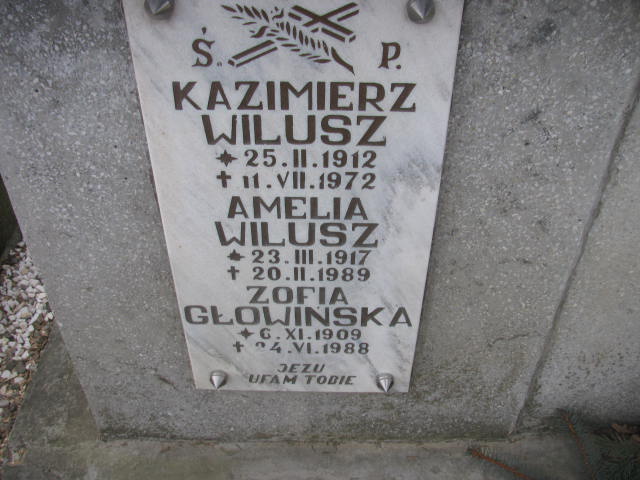 Ś. P.
KAZIMIERZ
WILUSZ
* 25.II.1912
✝ 11.VII.1972
AMELIA
WILUSZ
* 23.III.1917
✝ 20.II.1989
ZOFIA
GŁOWIŃSKA
* 6.XI.1909
✝ 24.VI.1988
JEZU
UFAM TOBIE